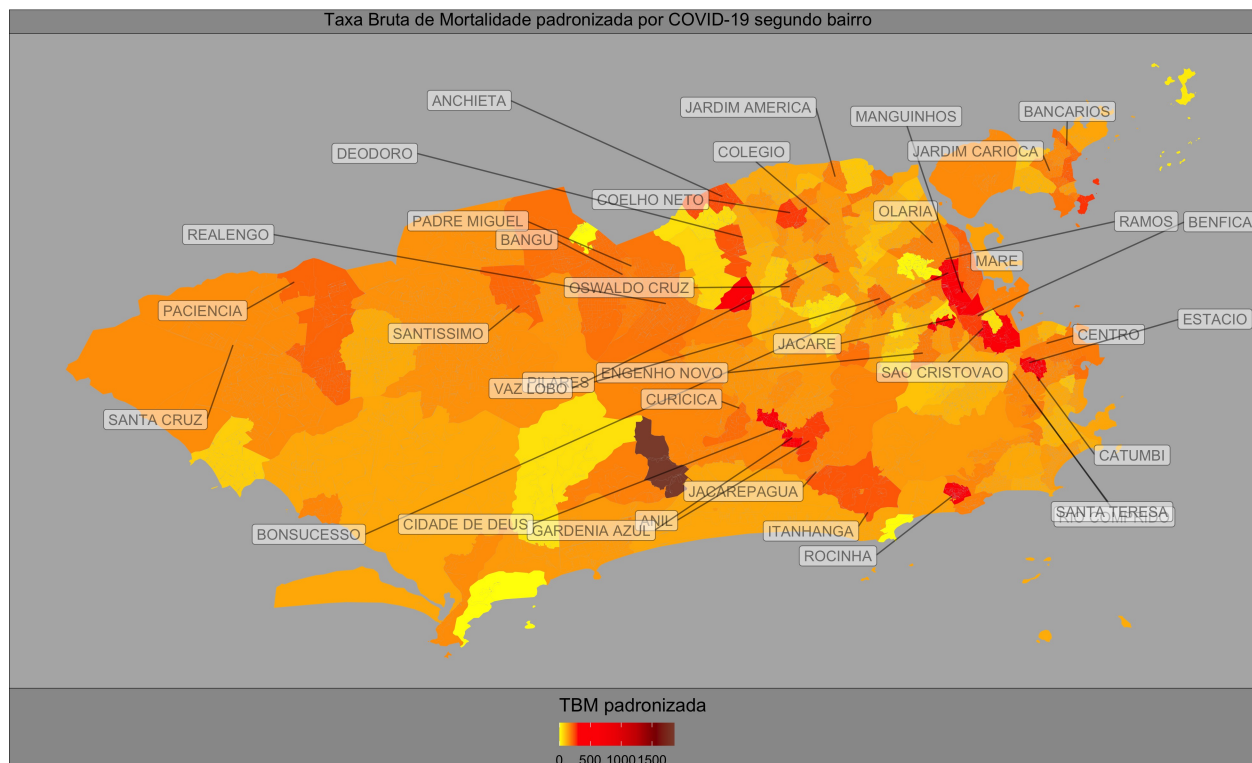 Taxa Bruta de Mortalidade padronizada por COVID-19 segundo bairro
ANCHIETA
JARDIM AMERICA
MANGUINHOS
BANCARIOS
DEODORO
COLEGIO
JARDIM CARIOCA
COELHO NETO
OLARIA
PADRE MIGUEL
RAMOS
BENFICA
REALENGO
BANGU
MARE
OSWALDO CRUZ
PACIENCIA
ESTACIO
SANTISSIMO
JACARE
CENTRO
ENGENHO NOVO
SAO CRISTOVAO
PILARES
VAZ LOBO
CURICICA
SANTA CRUZ
CATUMBI
JACAREPAGUA
SANTA TERESA
RIO COMPRIDO
CIDADE DE DEUS
ANIL
GARDENIA AZUL
ITANHANGA
BONSUCESSO
ROCINHA
TBM padronizada
0 500 1000 1500